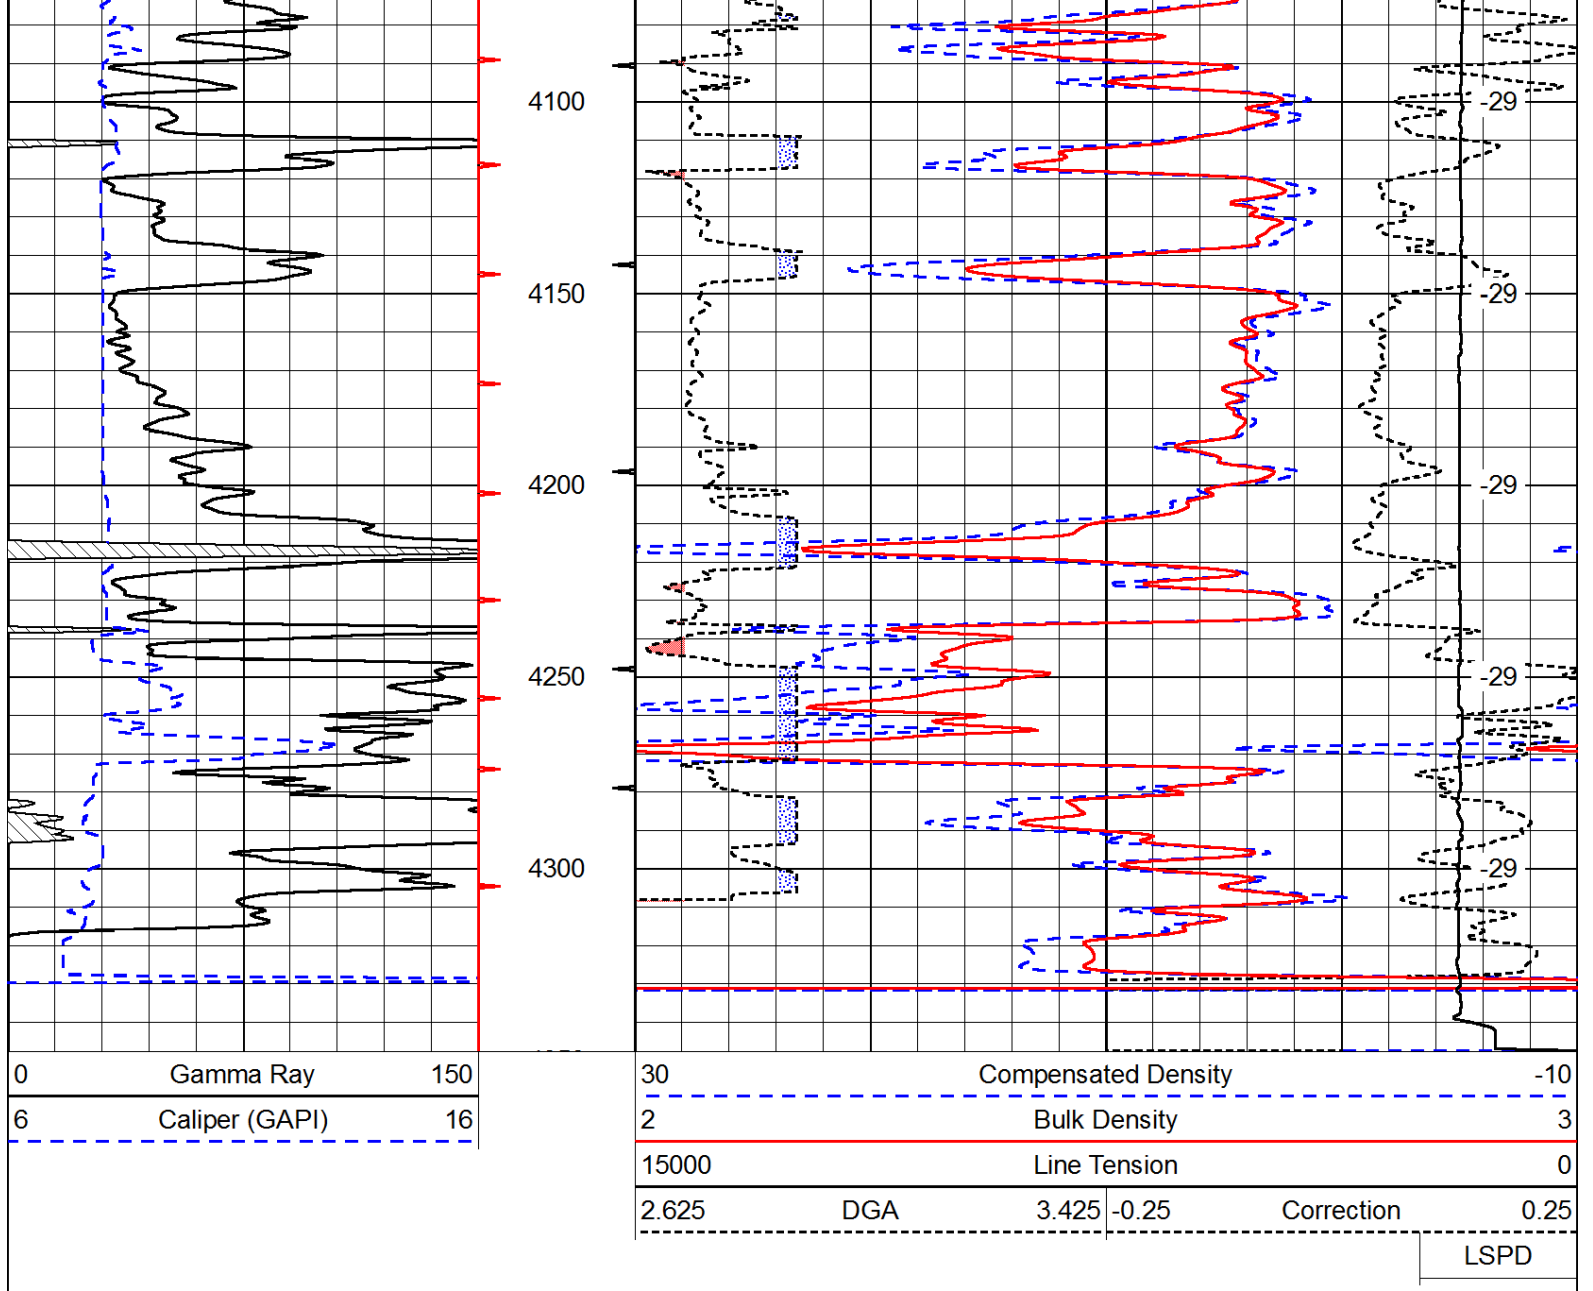 4100 -29
4150 -29
4200 -29
4250 -29
4300 -29
0 Gamma Ray 150 30 Compensated Density -10
6 Caliper (GAPI) 16 2 Bulk Density 3
15000 Line Tension 0
2.625 DGA 3.425 -0.25 Correction 0.25
LSPD